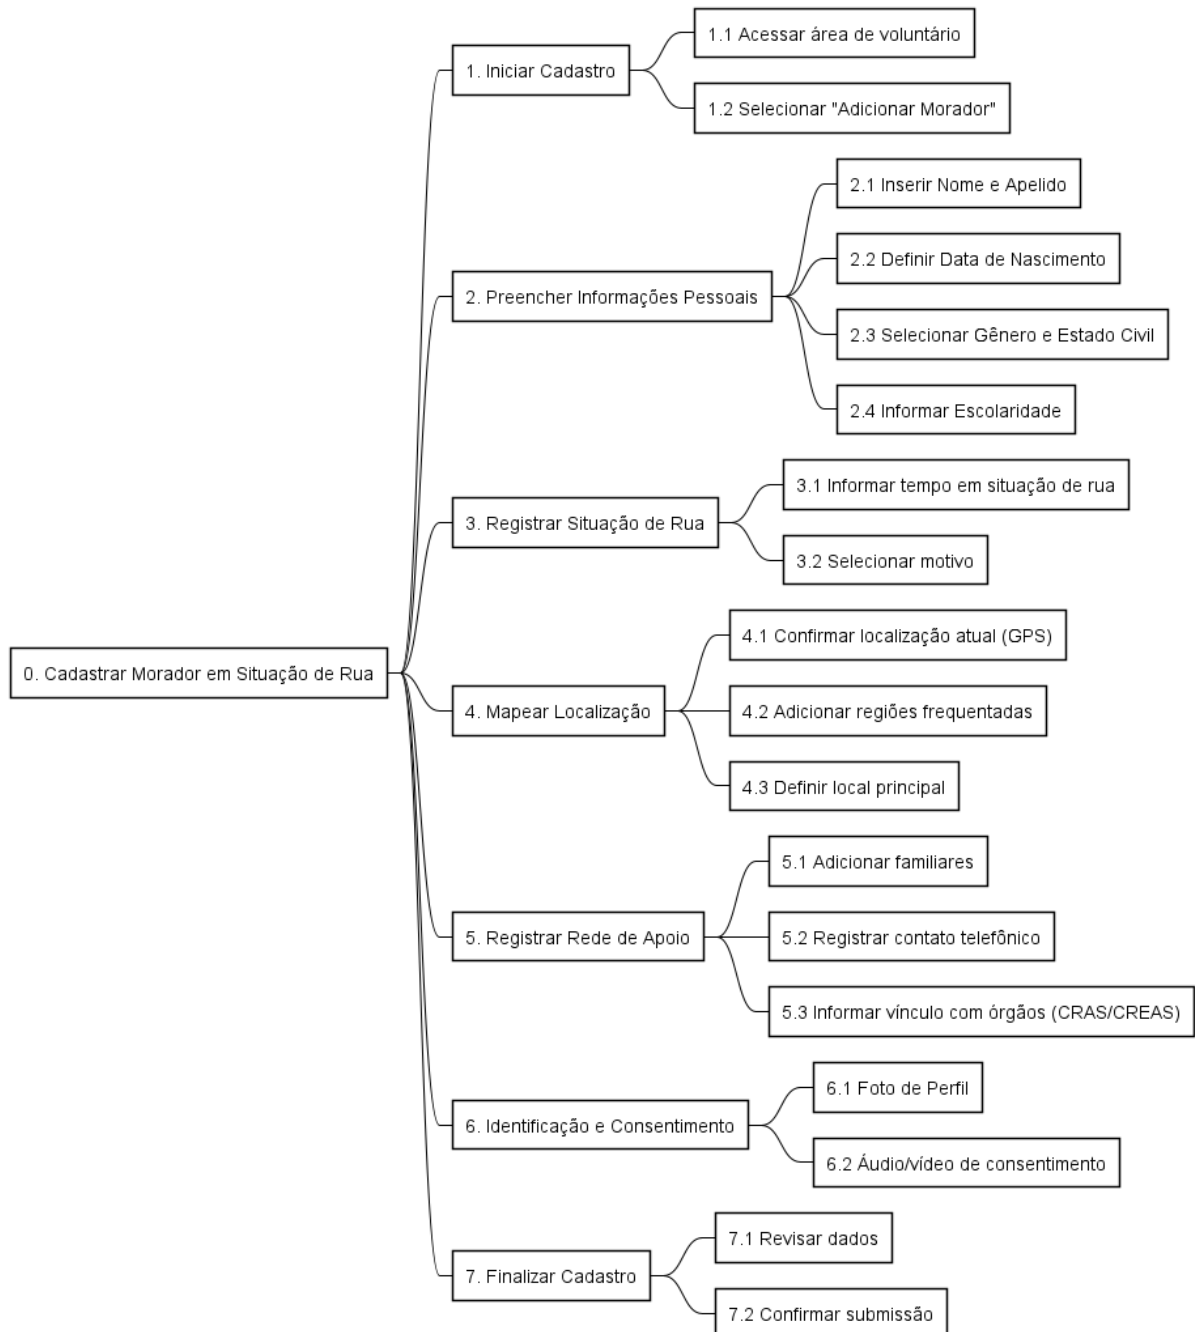 0. Cadastrar Morador em Situação de Rua
1. Iniciar Cadastro
1.1 Acessar área de voluntário
1.2 Selecionar "Adicionar Morador"
2. Preencher Informações Pessoais
2.1 Inserir Nome e Apelido
2.2 Definir Data de Nascimento
2.3 Selecionar Gênero e Estado Civil
2.4 Informar Escolaridade
3. Registrar Situação de Rua
3.1 Informar tempo em situação de rua
3.2 Selecionar motivo
4. Mapear Localização
4.1 Confirmar localização atual (GPS)
4.2 Adicionar regiões frequentadas
4.3 Definir local principal
5. Registrar Rede de Apoio
5.1 Adicionar familiares
5.2 Registrar contato telefônico
5.3 Informar vínculo com órgãos (CRAS/CREAS)
6. Identificação e Consentimento
6.1 Foto de Perfil
6.2 Áudio/vídeo de consentimento
7. Finalizar Cadastro
7.1 Revisar dados
7.2 Confirmar submissão